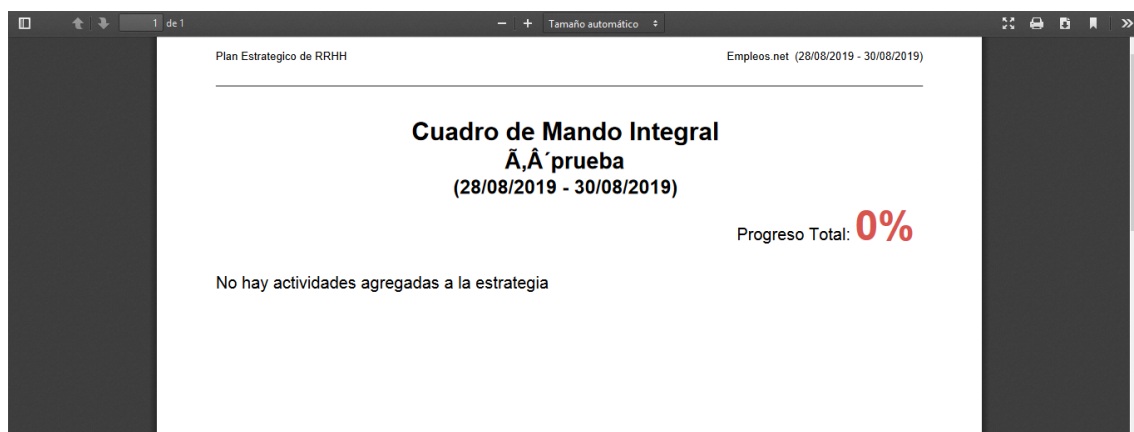 1 de 1
Tamaño automático
Plan Estrategico de RRHH
Empleos.net (28/08/2019 - 30/08/2019)
Cuadro de Mando Integral
Ã,Â´prueba
(28/08/2019 - 30/08/2019)
Progreso Total: 0%
No hay actividades agregadas a la estrategia